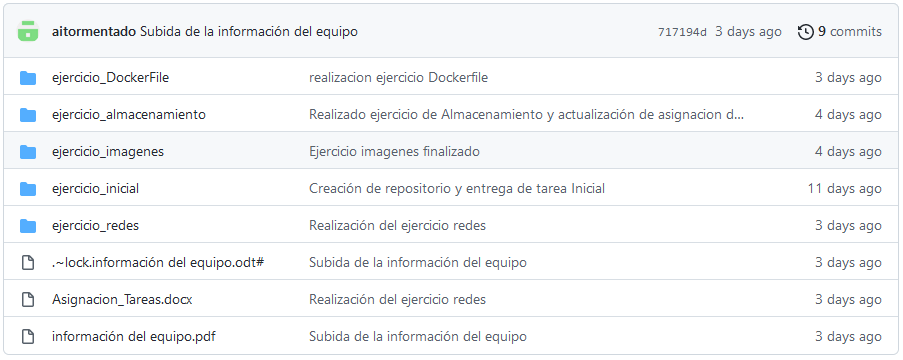 aitormentado Subida de la información del equipo 717194d 3 days ago 9 commits
ejercicio_DockerFile realizacion ejercicio Dockerfile 3 days ago
ejercicio_almacenamiento Realizado ejercicio de Almacenamiento y actualización de asignacion d... 4 days ago
ejercicio_imagenes Ejercicio imagenes finalizado 4 days ago
ejercicio_inicial Creación de repositorio y entrega de tarea Inicial 11 days ago
ejercicio_redes Realización del ejercicio redes 3 days ago
.~lock.información del equipo.odt# Subida de la información del equipo 3 days ago
Asignacion_Tareas.docx Realización del ejercicio redes 3 days ago
información del equipo.pdf Subida de la información del equipo 3 days ago